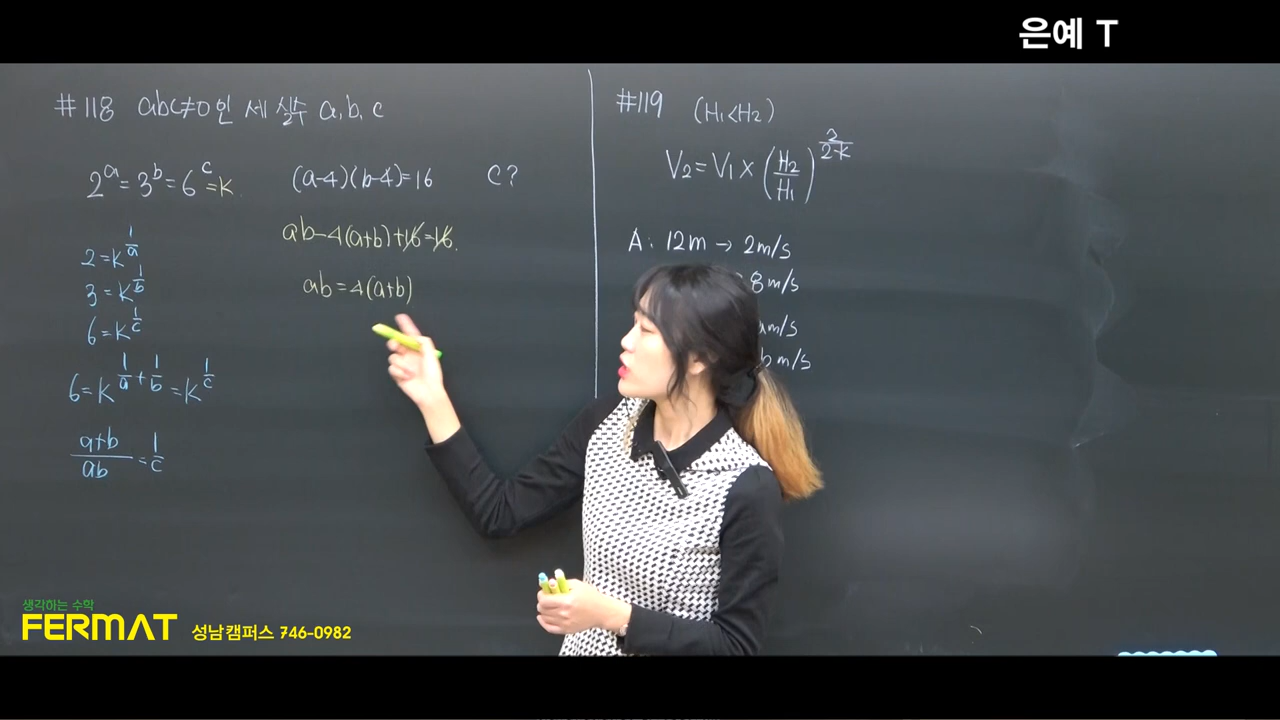 은예 T
#118 abc≠0인 세 실수 a, b, c
2^a = 3^b = 6^c = k (a-4)(b-4)=16 c?
ab-4(a+b)+16=16.
ab=4(a+b)
2=k^{1/a}
3=k^{1/b}
6=k^{1/c}
6=k^{1/a+1/b}=k^{1/c}
(a+b)/ab=1/c
#119 (H₁<H₂)
V₂=V₁×(H₂/H₁)^{2/(2-k)}
A: 12m → 2m/s
8m/s
am/s
bm/s
생각하는 수학
FERMAT 성남캠퍼스 746-0982